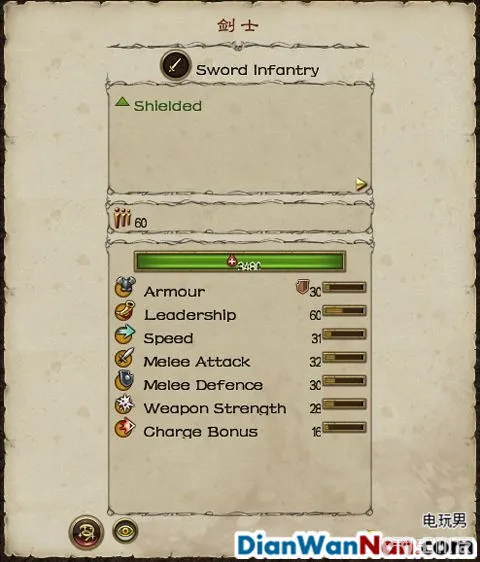 剑士
Sword Infantry
Shielded
60
3480
Armour 30
Leadership 60
Speed 31
Melee Attack 32
Melee Defence 30
Weapon Strength 28
Charge Bonus 16
电玩男
DianWanNan.com